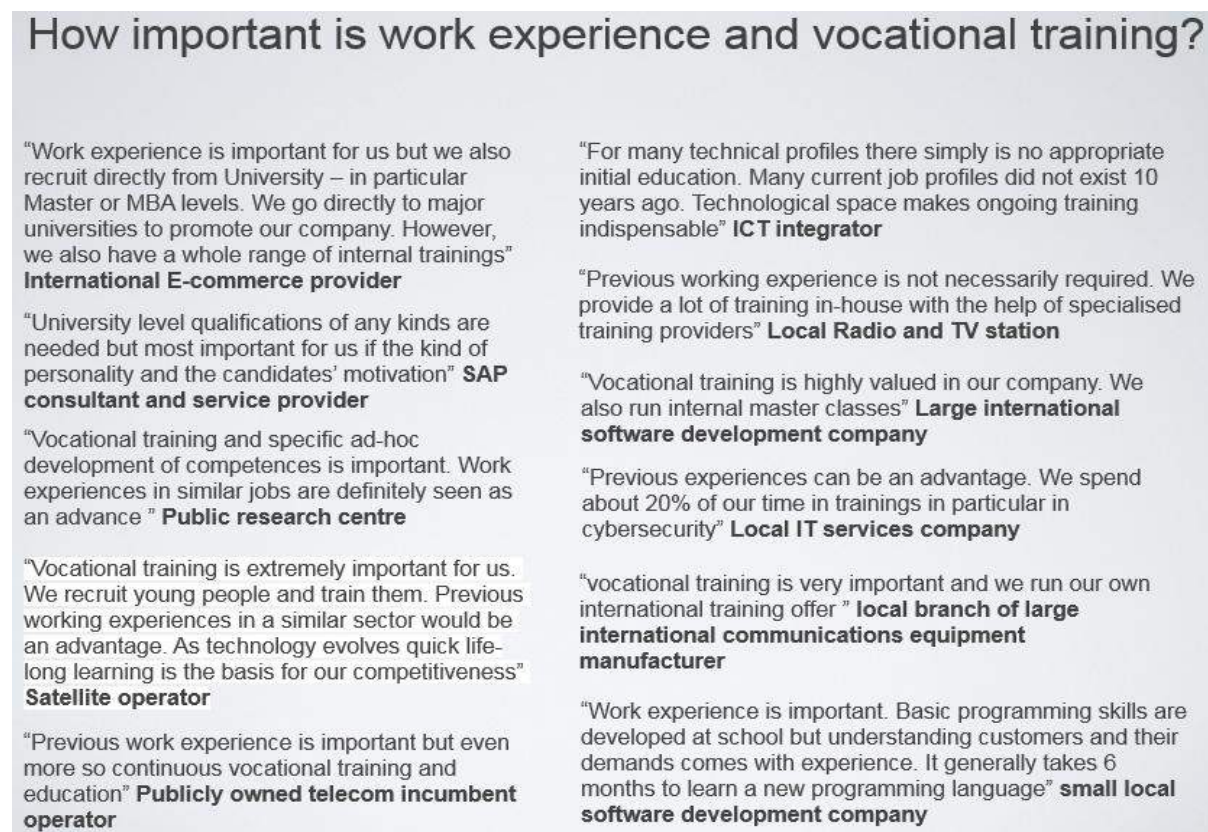 How important is work experience and vocational training?
“Work experience is important for us but we also
recruit directly from University – in particular
Master or MBA levels. We go directly to major
universities to promote our company. However,
we also have a whole range of internal trainings”
International E-commerce provider
“University level qualifications of any kinds are
needed but most important for us if the kind of
personality and the candidates’ motivation” SAP
consultant and service provider
“Vocational training and specific ad-hoc
development of competences is important. Work
experiences in similar jobs are definitely seen as
an advance ” Public research centre
“Vocational training is extremely important for us.
We recruit young people and train them. Previous
working experiences in a similar sector would be
an advantage. As technology evolves quick life-
long learning is the basis for our competitiveness”
Satellite operator
“Previous work experience is important but even
more so continuous vocational training and
education” Publicly owned telecom incumbent
operator
“For many technical profiles there simply is no appropriate
initial education. Many current job profiles did not exist 10
years ago. Technological space makes ongoing training
indispensable” ICT integrator
“Previous working experience is not necessarily required. We
provide a lot of training in-house with the help of specialised
training providers” Local Radio and TV station
“Vocational training is highly valued in our company. We
also run internal master classes” Large international
software development company
“Previous experiences can be an advantage. We spend
about 20% of our time in trainings in particular in
cybersecurity” Local IT services company
“vocational training is very important and we run our own
international training offer ” local branch of large
international communications equipment
manufacturer
“Work experience is important. Basic programming skills are
developed at school but understanding customers and their
demands comes with experience. It generally takes 6
months to learn a new programming language” small local
software development company